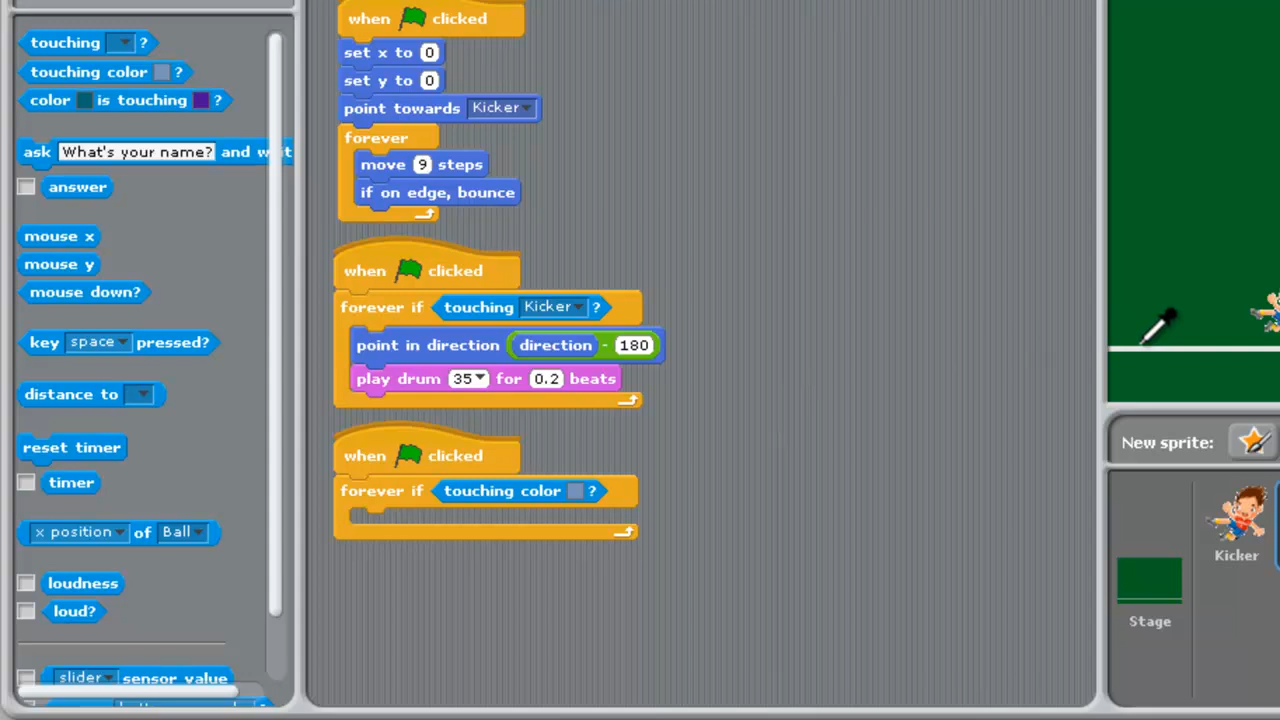 touching ?
touching color ?
color is touching ?
ask What's your name? and wait
answer
mouse x
mouse y
mouse down?
key space pressed?
distance to
reset timer
timer
x position of Ball
loudness
loud?
slider sensor value
when clicked
set x to 0
set y to 0
point towards Kicker
forever
move 9 steps
if on edge, bounce
when clicked
forever if touching Kicker ?
point in direction direction - 180
play drum 35 for 0.2 beats
when clicked
forever if touching color ?
New sprite:
Kicker
Stage